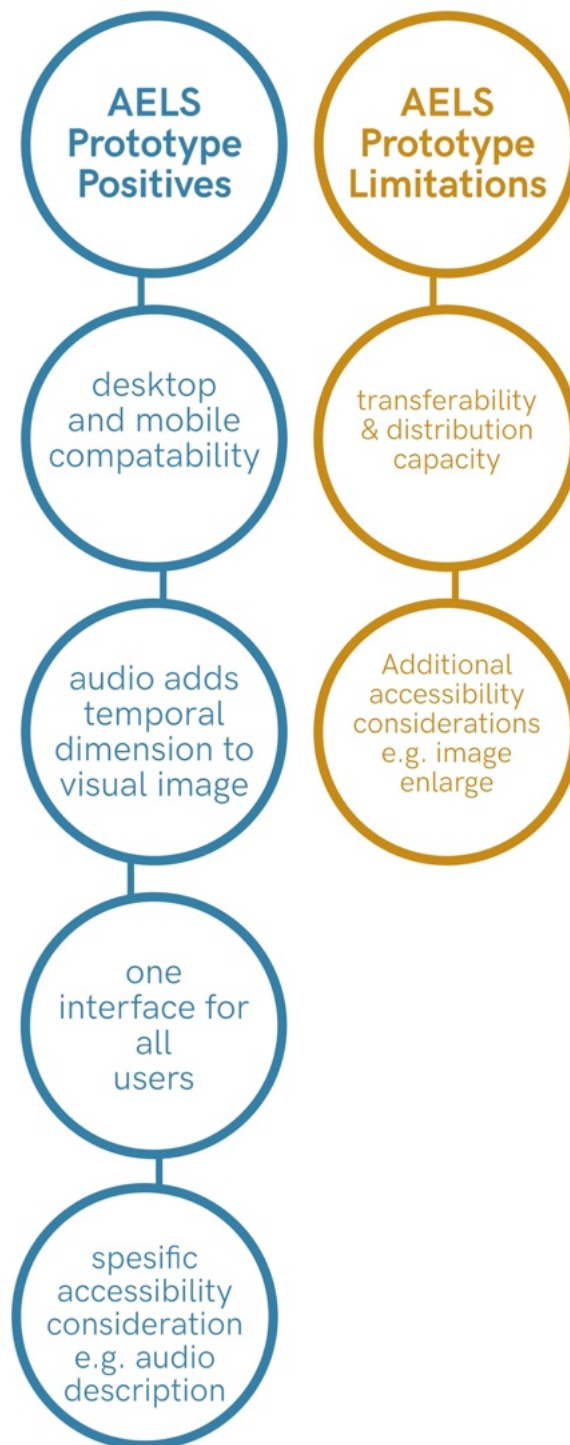 AELS
Prototype
Positives
desktop
and mobile
compatability
audio adds
temporal
dimension to
visual image
one
interface for
all
users
spesific
accessibility
consideration
e.g. audio
description
AELS
Prototype
Limitations
transferability
& distribution
capacity
Additional
accessibility
considerations
e.g. image
enlarge